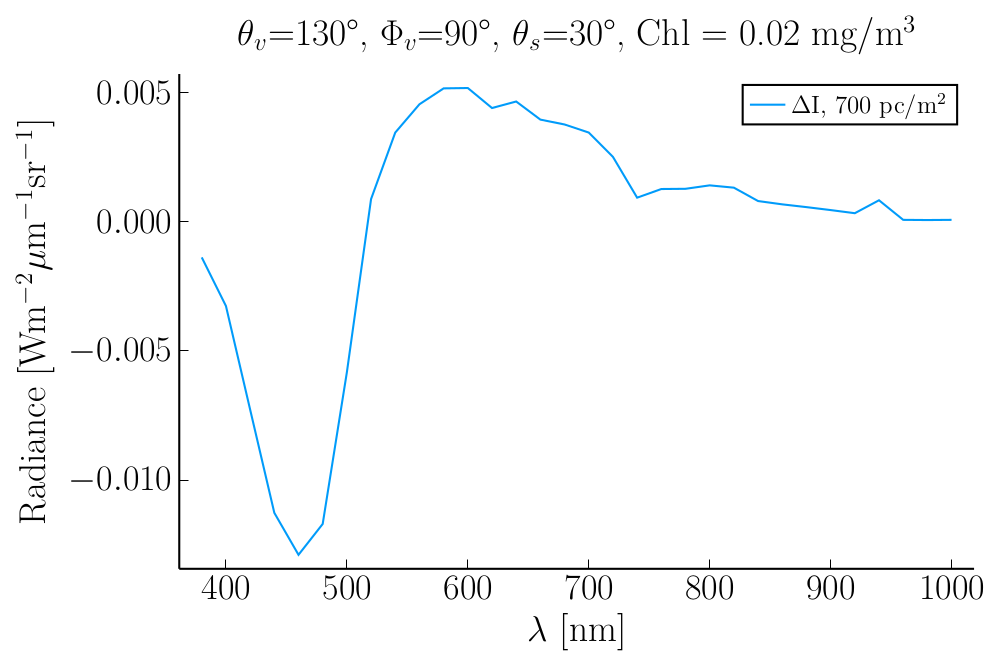 θᵥ=130°, Φᵥ=90°, θₛ=30°, Chl = 0.02 mg/m³
ΔI, 700 pc/m²
0.005
0.000
−0.005
−0.010
Radiance [Wm⁻²μm⁻¹sr⁻¹]
400 500 600 700 800 900 1000
λ [nm]